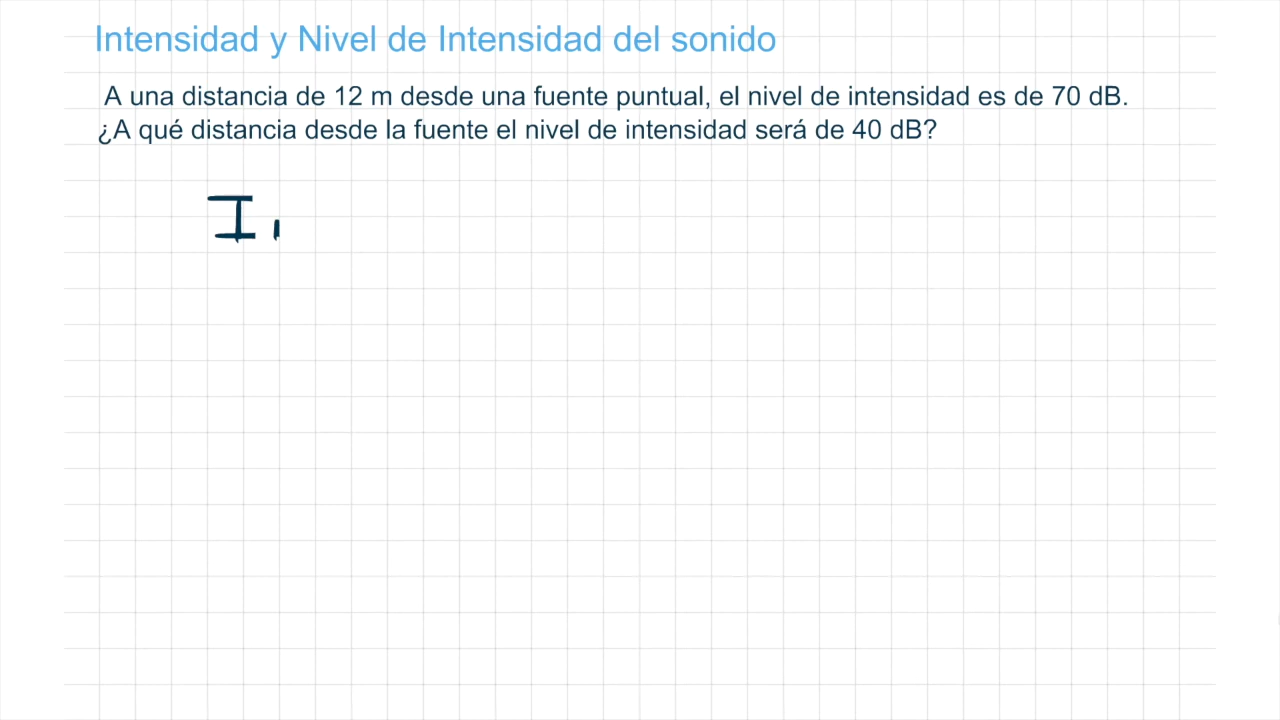 Intensidad y Nivel de Intensidad del sonido
A una distancia de 12 m desde una fuente puntual, el nivel de intensidad es de 70 dB.
¿A qué distancia desde la fuente el nivel de intensidad será de 40 dB?
I